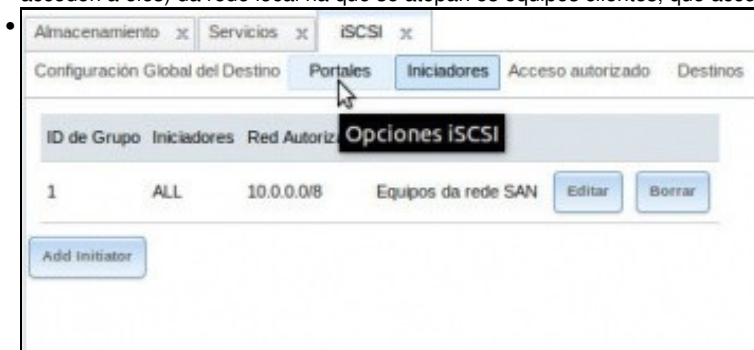 Almacenamiento x Servicios x iSCSI x
Configuración Global del Destino Portales Iniciadores Acceso autorizado Destinos
ID de Grupo Iniciadores Red Opciones iSCSI
1 ALL 10.0.0.0/8 Equipos da rede SAN Editar Borrar
Add Initiator